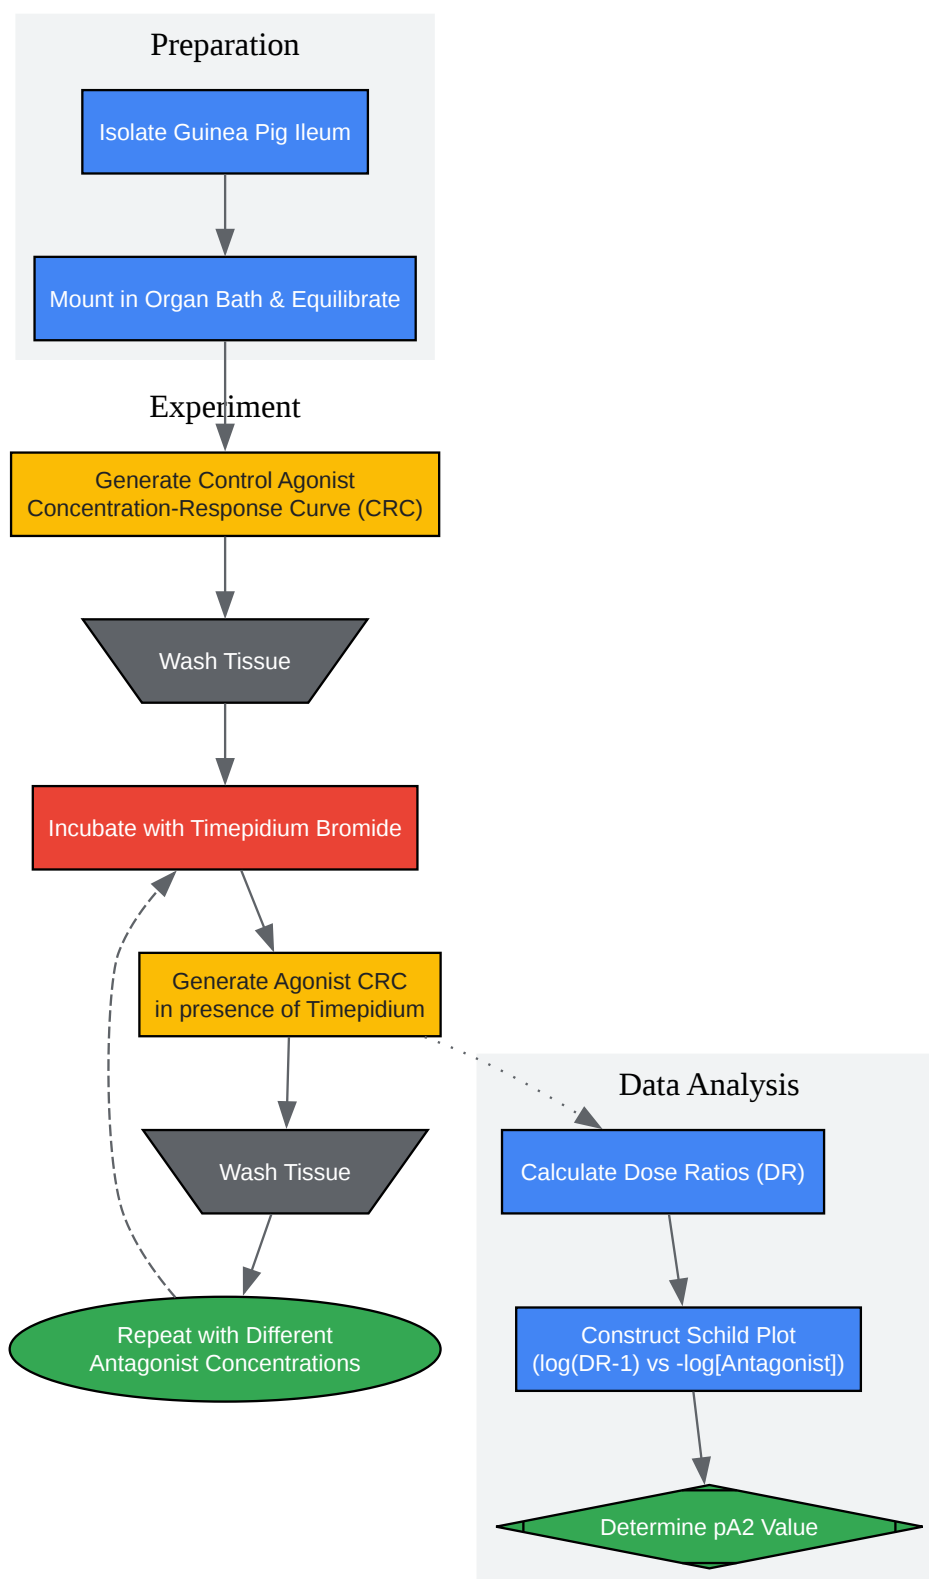 Preparation
Isolate Guinea Pig Ileum
Mount in Organ Bath & Equilibrate
Experiment
Generate Control Agonist
Concentration-Response Curve (CRC)
Wash Tissue
Incubate with Timepidium Bromide
Generate Agonist CRC
in presence of Timepidium
Wash Tissue
Repeat with Different
Antagonist Concentrations
Data Analysis
Calculate Dose Ratios (DR)
Construct Schild Plot
(log(DR-1) vs -log[Antagonist])
Determine pA2 Value